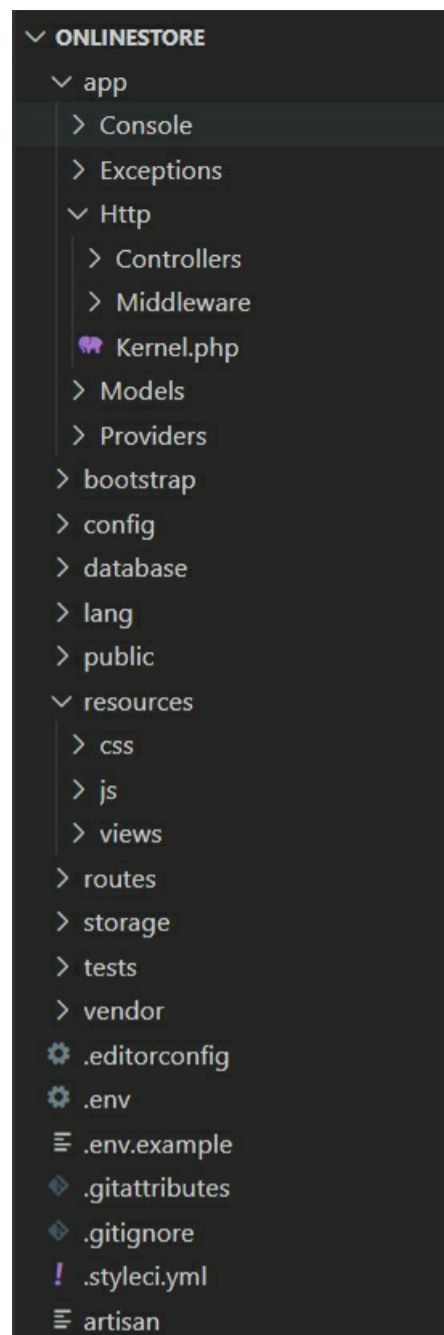 ONLINESTORE
app
Console
Exceptions
Http
Controllers
Middleware
Kernel.php
Models
Providers
bootstrap
config
database
lang
public
resources
css
js
views
routes
storage
tests
vendor
.editorconfig
.env
.env.example
.gitattributes
.gitignore
.styleci.yml
artisan